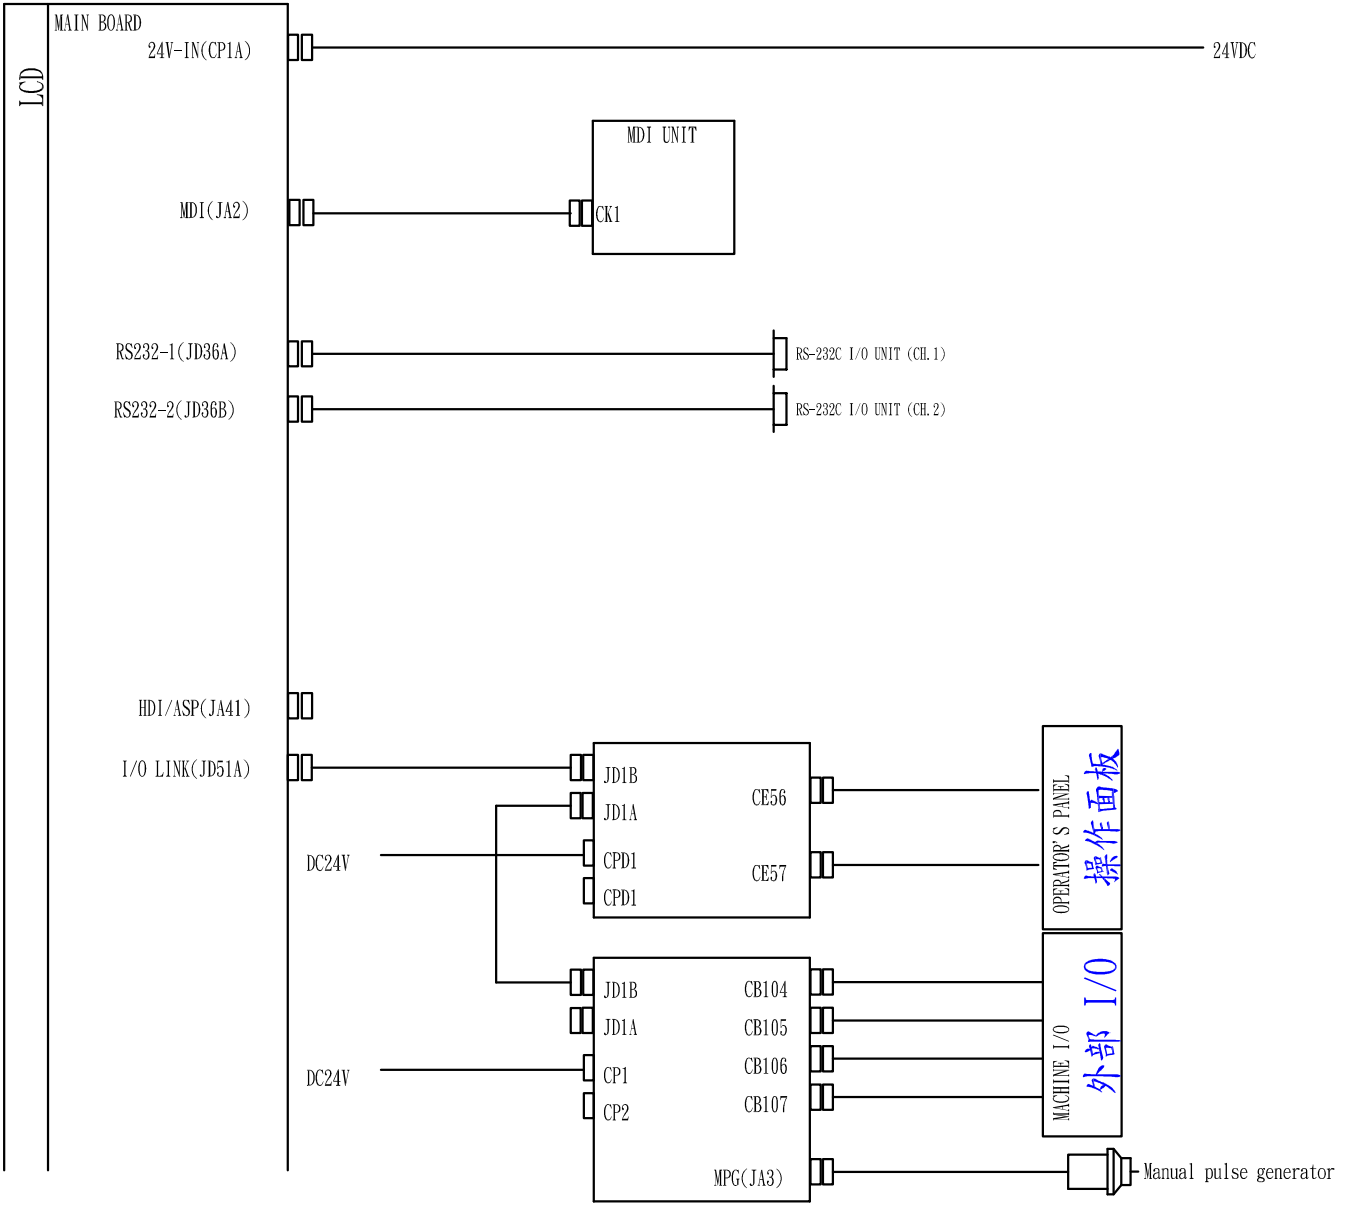 MAIN BOARD
24V-IN(CP1A)
24VDC
LCD
MDI UNIT
MDI(JA2)
CK1
RS232-1(JD36A)
RS-232C I/O UNIT (CH.1)
RS232-2(JD36B)
RS-232C I/O UNIT (CH.2)
HDI/ASP(JA41)
I/O LINK(JD51A)
JD1B
JD1A
CPD1
CPD1
DC24V
CE56
CE57
OPERATOR'S PANEL
操作面板
JD1B
JD1A
CP1
CP2
DC24V
CB104
CB105
CB106
CB107
MPG(JA3)
MACHINE I/O
外部 I/O
Manual pulse generator